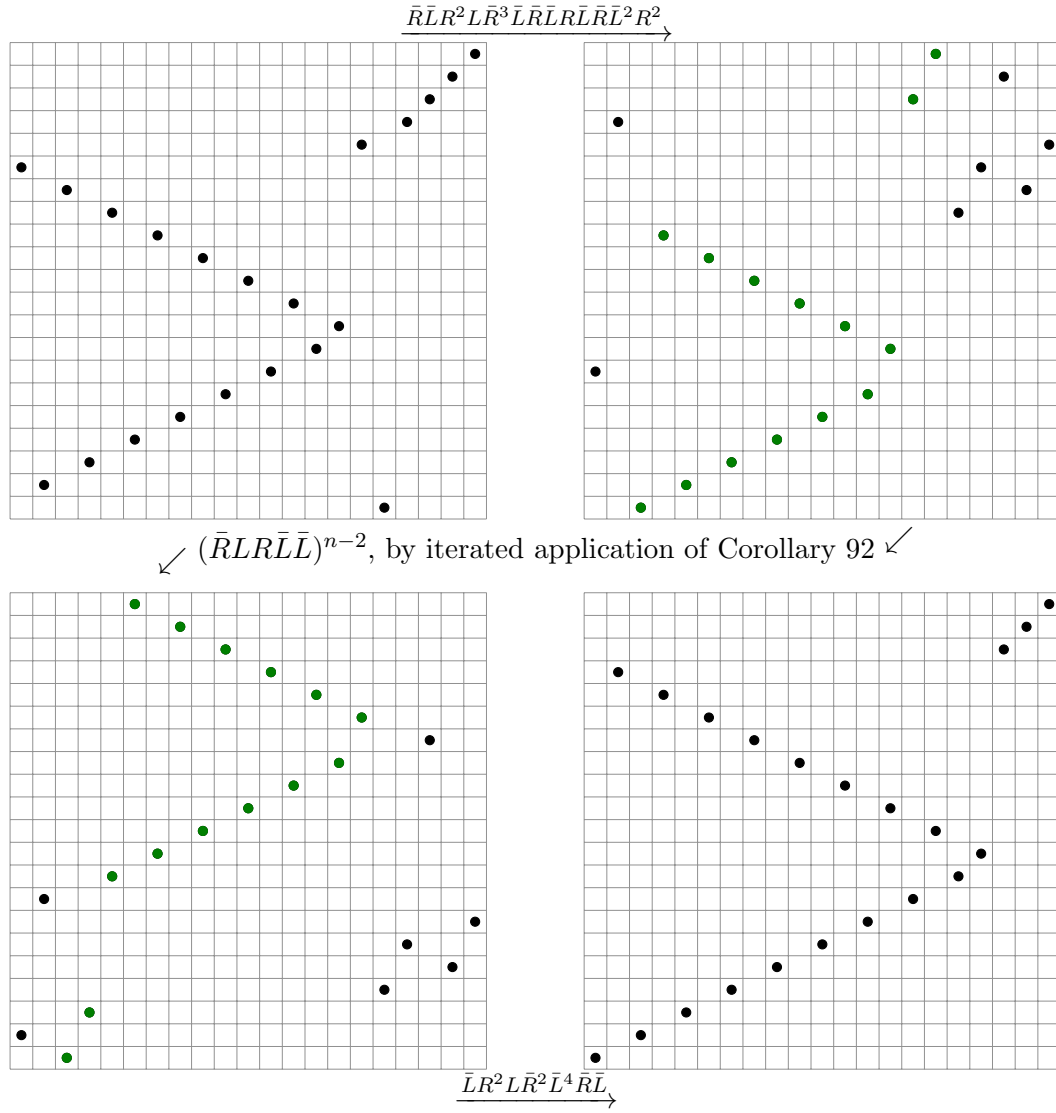 R̄L̄R²LR̄³L̄R̄L̄RL̄R̄L̄²R²
↙ (R̄LRL̄L̄)ⁿ⁻², by iterated application of Corollary 92 ↙
L̄R²LR̄²L̄⁴R̄L̄